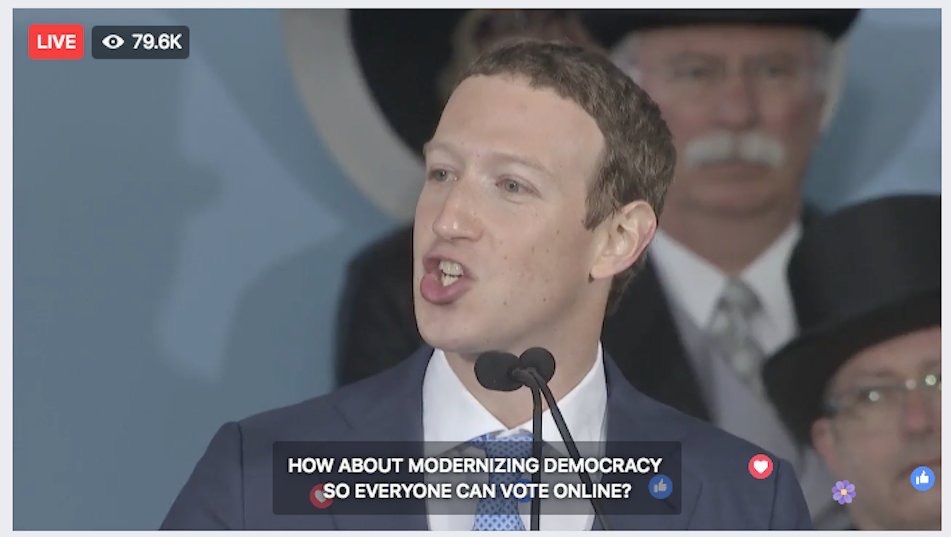 LIVE 79.6K
HOW ABOUT MODERNIZING DEMOCRACY
SO EVERYONE CAN VOTE ONLINE?